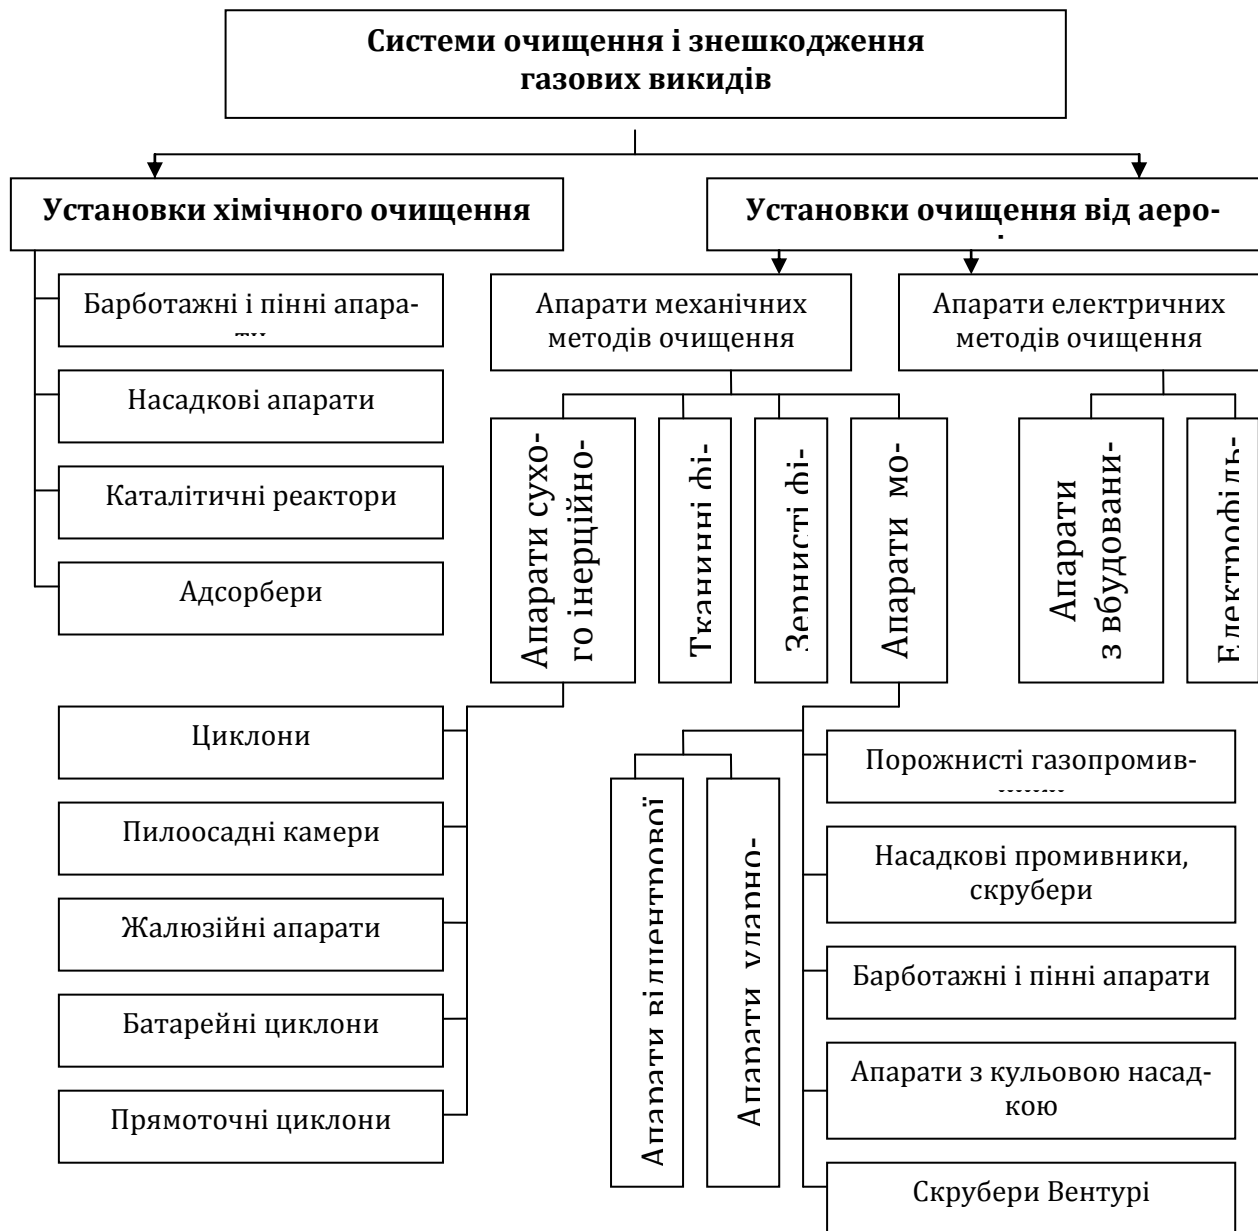 Системи очищення і знешкодження
газових викидів
Установки хімічного очищення
Установки очищення від аеро-
Барботажні і пінні апара-
ти
Насадкові апарати
Каталітичні реактори
Адсорбери
Апарати механічних
методів очищення
Апарати електричних
методів очищення
Апарати сухо-
го інерційно-
Тканинні фі-
Зернисті фі-
Апарати мо-
Апарати
з вбудовани-
Електрофіль-
Циклони
Пилоосадні камери
Жалюзійні апарати
Батарейні циклони
Прямоточні циклони
Апарати відцентрової
Апарати ударно-
Порожнисті газопромив-
Насадкові промивники,
скрубери
Барботажні і пінні апарати
Апарати з кульовою насад-
кою
Скрубери Вентурі